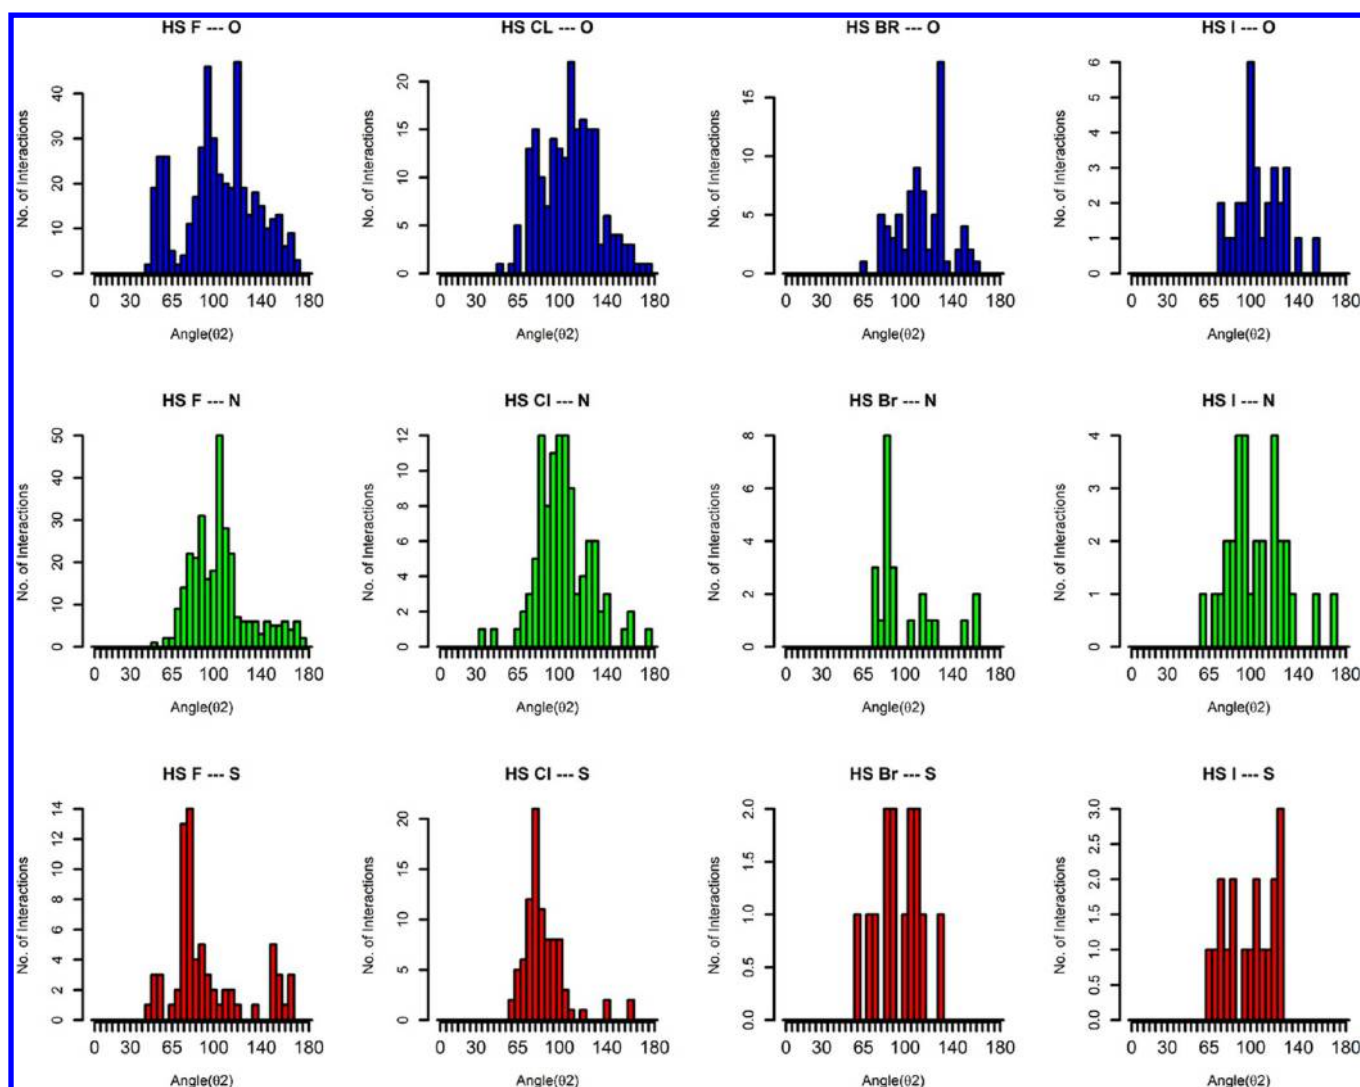 HS F --- O
HS CL --- O
HS BR --- O
HS I --- O
No. of Interactions
0 10 20 30 40
0 30 65 100 140 180
Angle(θ2)
No. of Interactions
0 5 10 15 20
0 30 65 100 140 180
Angle(θ2)
No. of Interactions
0 5 10 15
0 30 65 100 140 180
Angle(θ2)
No. of Interactions
0 1 2 3 4 5 6
0 30 65 100 140 180
Angle(θ2)
HS F --- N
HS Cl --- N
HS Br --- N
HS I --- N
No. of Interactions
0 10 20 30 40 50
0 30 65 100 140 180
Angle(θ2)
No. of Interactions
0 2 4 6 8 10 12
0 30 65 100 140 180
Angle(θ2)
No. of Interactions
0 2 4 6 8
0 30 65 100 140 180
Angle(θ2)
No. of Interactions
0 1 2 3 4
0 30 65 100 140 180
Angle(θ2)
HS F --- S
HS Cl --- S
HS Br --- S
HS I --- S
No. of Interactions
0 2 4 6 8 10 12 14
0 30 65 100 140 180
Angle(θ2)
No. of Interactions
0 5 10 15 20
0 30 65 100 140 180
Angle(θ2)
No. of Interactions
0.0 0.5 1.0 1.5 2.0
0 30 65 100 140 180
Angle(θ2)
No. of Interactions
0.0 0.5 1.0 1.5 2.0 2.5 3.0
0 30 65 100 140 180
Angle(θ2)